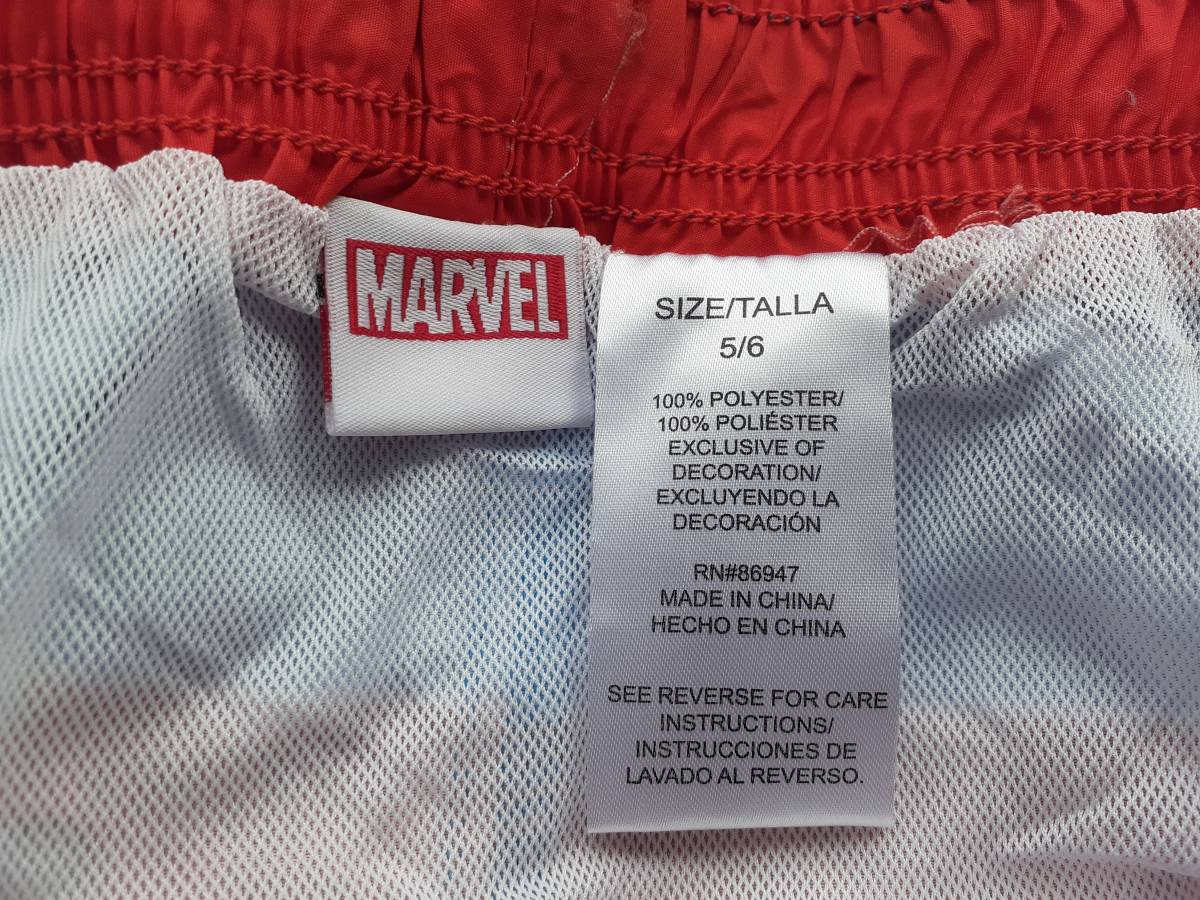 MARVEL
SIZE/TALLA
5/6
100% POLYESTER/
100% POLIÉSTER
EXCLUSIVE OF
DECORATION/
EXCLUYENDO LA
DECORACIÓN
RN#86947
MADE IN CHINA/
HECHO EN CHINA
SEE REVERSE FOR CARE
INSTRUCTIONS/
INSTRUCCIONES DE
LAVADO AL REVERSO.